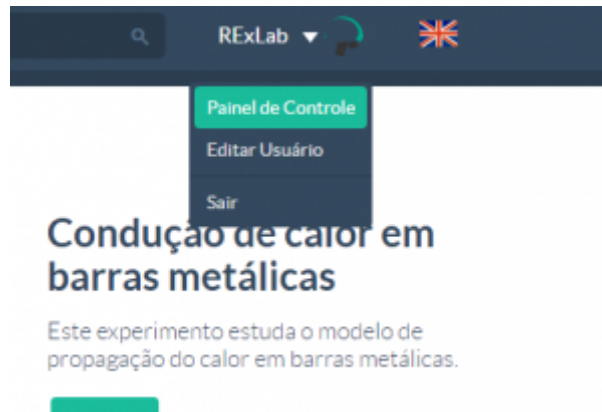 RExLab
Painel de Controle
Editar Usuário
Sair
Condução de calor em
barras metálicas
Este experimento estuda o modelo de
propagação do calor em barras metálicas.